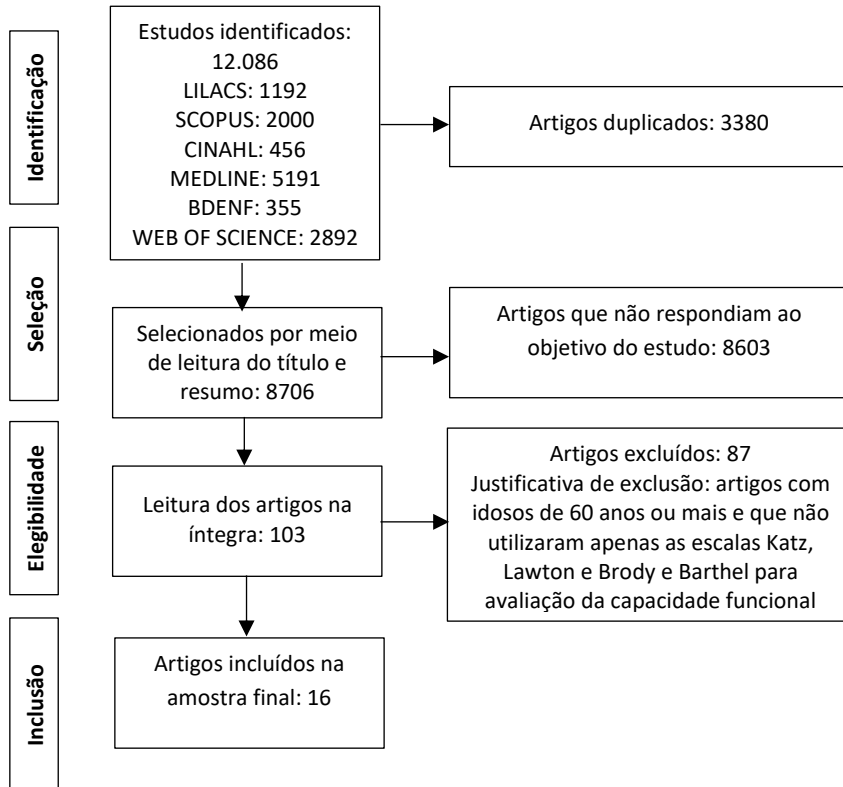 Identificação
Estudos identificados:
12.086
LILACS: 1192
SCOPUS: 2000
CINAHL: 456
MEDLINE: 5191
BDENF: 355
WEB OF SCIENCE: 2892
Artigos duplicados: 3380
Seleção
Selecionados por meio
de leitura do título e
resumo: 8706
Artigos que não respondiam ao
objetivo do estudo: 8603
Elegibilidade
Leitura dos artigos na
íntegra: 103
Artigos excluídos: 87
Justificativa de exclusão: artigos com
idosos de 60 anos ou mais e que não
utilizaram apenas as escalas Katz,
Lawton e Brody e Barthel para
avaliação da capacidade funcional
Inclusão
Artigos incluídos na
amostra final: 16